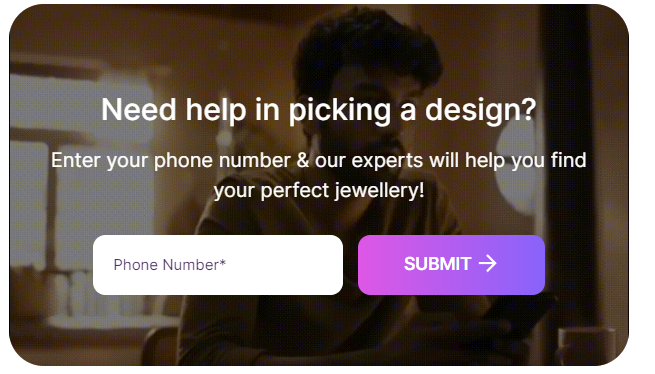 Need help in picking a design?
Enter your phone number & our experts will help you find
your perfect jewellery!
Phone Number*
SUBMIT →